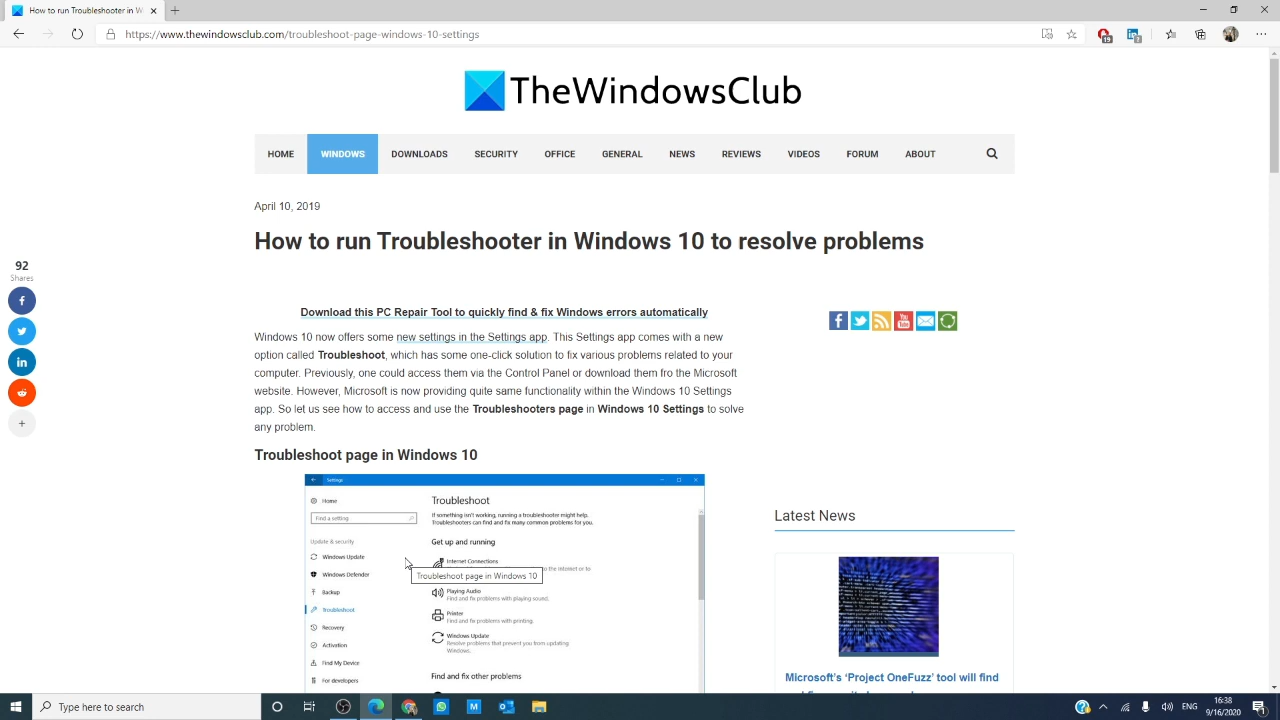 How to run Troubleshooter in W
https://www.thewindowsclub.com/troubleshoot-page-windows-10-settings
19
7
TheWindowsClub
HOME WINDOWS DOWNLOADS SECURITY OFFICE GENERAL NEWS REVIEWS VIDEOS FORUM ABOUT
April 10, 2019
How to run Troubleshooter in Windows 10 to resolve problems
92
Shares
Download this PC Repair Tool to quickly find & fix Windows errors automatically
Windows 10 now offers some new settings in the Settings app. This Settings app comes with a new
option called Troubleshoot, which has some one-click solution to fix various problems related to your
computer. Previously, one could access them via the Control Panel or download them fro the Microsoft
website. However, Microsoft is now providing quite same functionality within the Windows 10 Settings
app. So let us see how to access and use the Troubleshooters page in Windows 10 Settings to solve
any problem.
You
Tube
Troubleshoot page in Windows 10
Settings
Home
Find a setting
Update & security
Windows Update
Windows Defender
Backup
Troubleshoot
Recovery
Activation
Find My Device
For developers
Troubleshoot
If something isn't working, running a troubleshooter might help.
Troubleshooters can find and fix many common problems for you.
Get up and running
Internet Connections
to the Internet or to
Troubleshoot page in Windows 10
Playing Audio
Find and fix problems with playing sound.
Printer
Find and fix problems with printing.
Windows Update
Resolve problems that prevent you from updating
Windows.
Find and fix other problems
Latest News
Microsoft's 'Project OneFuzz' tool will find
Type here to search
ENG
16:38
9/16/2020